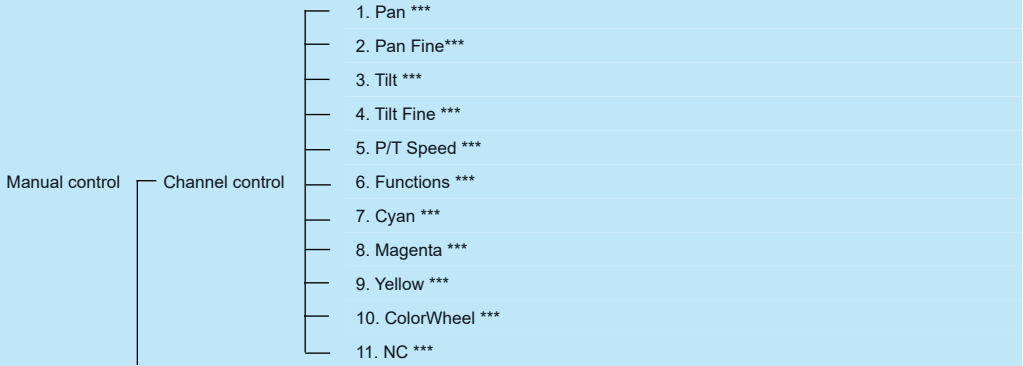 1. Pan ***
2. Pan Fine***
3. Tilt ***
4. Tilt Fine ***
5. P/T Speed ***
Manual control Channel control 6. Functions ***
7. Cyan ***
8. Magenta ***
9. Yellow ***
10. ColorWheel ***
11. NC ***